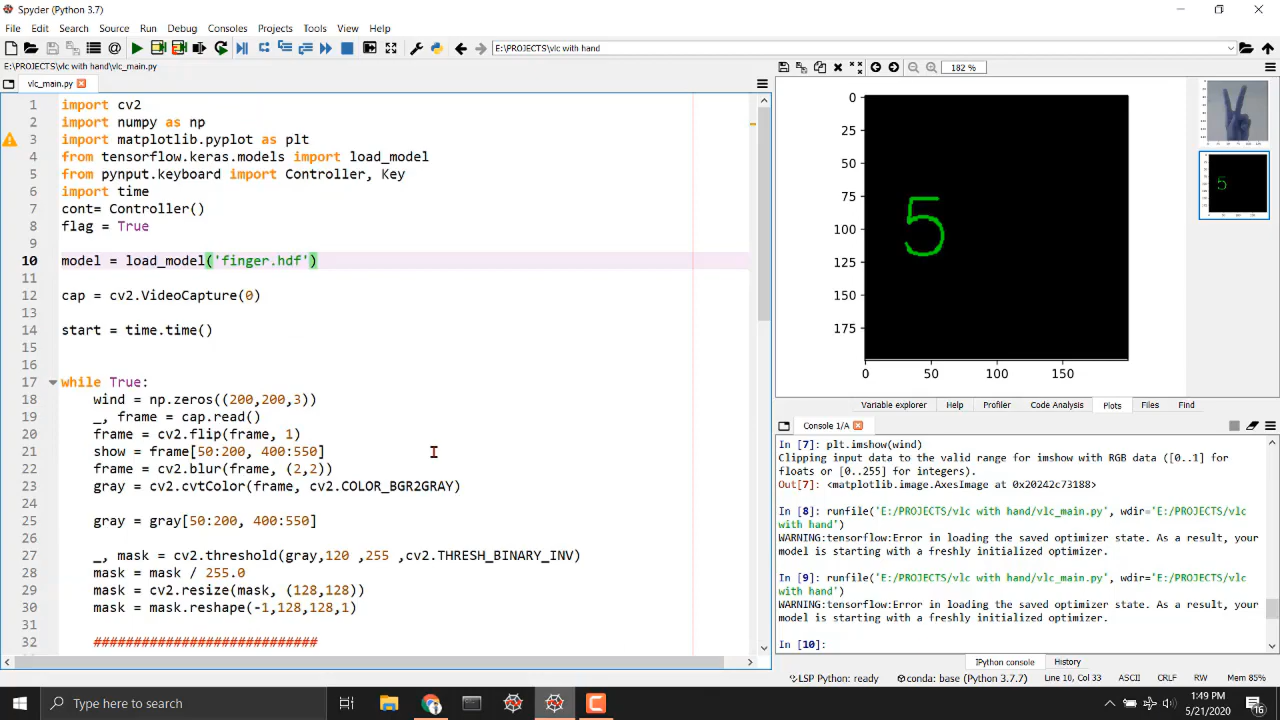 Spyder (Python 3.7)
File Edit Search Source Run Debug Consoles Projects Tools View Help
E:\PROJECTS\vlc with hand
E:\PROJECTS\vlc with hand\vlc_main.py
vlc_main.py
182 %
1 import cv2
2 import numpy as np
3 import matplotlib.pyplot as plt
4 from tensorflow.keras.models import load_model
5 from pynput.keyboard import Controller, Key
6 import time
7 cont= Controller()
8 flag = True
9
10 model = load_model('finger.hdf')
11
12 cap = cv2.VideoCapture(0)
13
14 start = time.time()
15
16
17 while True:
18 wind = np.zeros((200,200,3))
19 _, frame = cap.read()
20 frame = cv2.flip(frame, 1)
21 show = frame[50:200, 400:550]
22 frame = cv2.blur(frame, (2,2))
23 gray = cv2.cvtColor(frame, cv2.COLOR_BGR2GRAY)
24
25 gray = gray[50:200, 400:550]
26
27 _, mask = cv2.threshold(gray,120 ,255 ,cv2.THRESH_BINARY_INV)
28 mask = mask / 255.0
29 mask = cv2.resize(mask, (128,128))
30 mask = mask.reshape(-1,128,128,1)
31
32 ############################
0
25
50
75
100
125
150
175
0 50 100 150
5
5
Variable explorer Help Profiler Code Analysis Plots Files Find
Console 1/A
In [7]: plt.imshow(wind)
Clipping input data to the valid range for imshow with RGB data ([0..1] for
floats or [0..255] for integers).
Out[7]: <matplotlib.image.AxesImage at 0x20242c73188>
In [8]: runfile('E:/PROJECTS/vlc with hand/vlc_main.py', wdir='E:/PROJECTS/vlc
with hand')
WARNING:tensorflow:Error in loading the saved optimizer state. As a result, your
model is starting with a freshly initialized optimizer.
In [9]: runfile('E:/PROJECTS/vlc with hand/vlc_main.py', wdir='E:/PROJECTS/vlc
with hand')
WARNING:tensorflow:Error in loading the saved optimizer state. As a result, your
model is starting with a freshly initialized optimizer.
In [10]:
IPython console History
LSP Python: ready conda: base (Python 3.7.7) Line 10, Col 33 ASCII CRLF RW Mem 85%
Type here to search
1:49 PM
5/21/2020
16